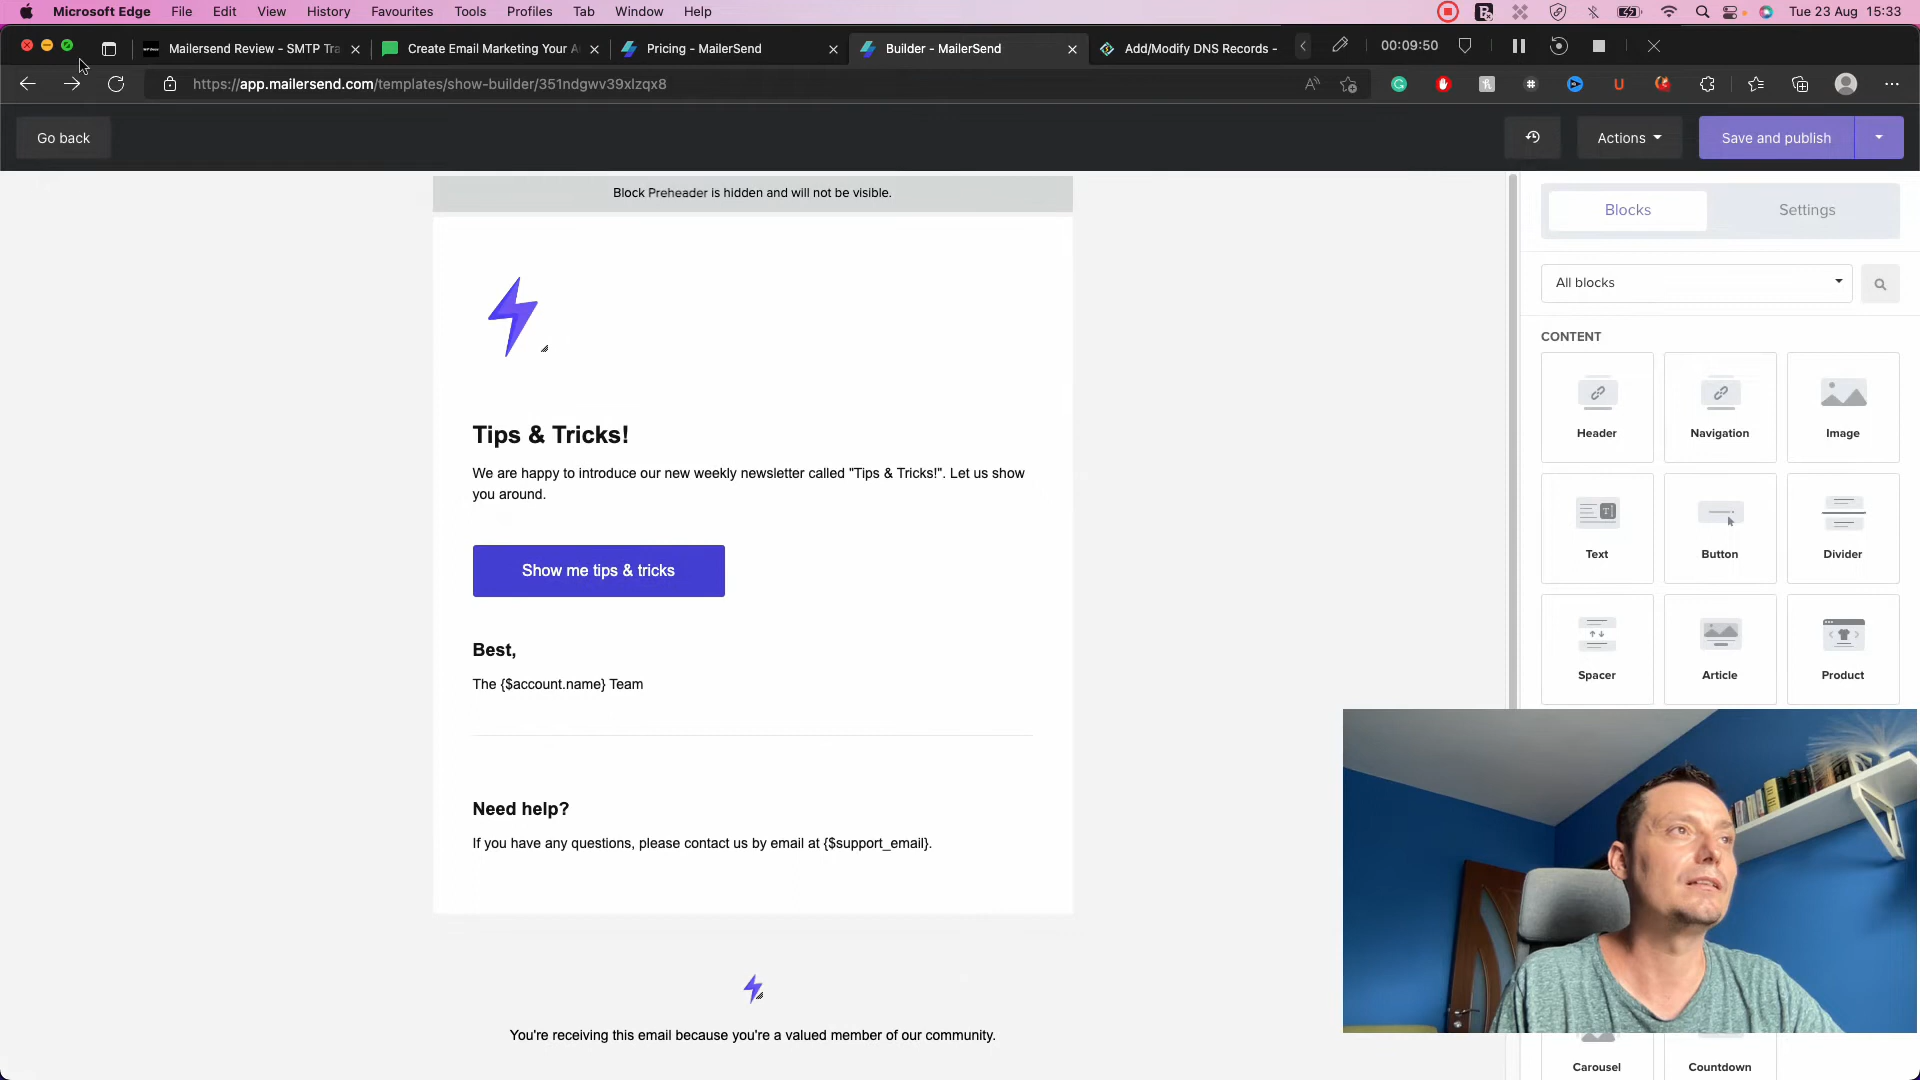 Microsoft Edge File Edit View History Favourites Tools Profiles Tab Window Help Tue 23 Aug 15:33
Mailersend Review - SMTP Tra Create Email Marketing Your A Pricing - MailerSend Builder - MailerSend Add/Modify DNS Records - 00:09:50
https://app.mailersend.com/templates/show-builder/351ndgwv39xlzqx8
Go back Actions Save and publish
Block Preheader is hidden and will not be visible.
Blocks Settings
All blocks
CONTENT
Header Navigation Image
Text Button Divider
Spacer Article Product
Carousel Countdown
Tips & Tricks!
We are happy to introduce our new weekly newsletter called "Tips & Tricks!". Let us show
you around.
Show me tips & tricks
Best,
The {$account.name} Team
Need help?
If you have any questions, please contact us by email at {$support_email}.
You're receiving this email because you're a valued member of our community.